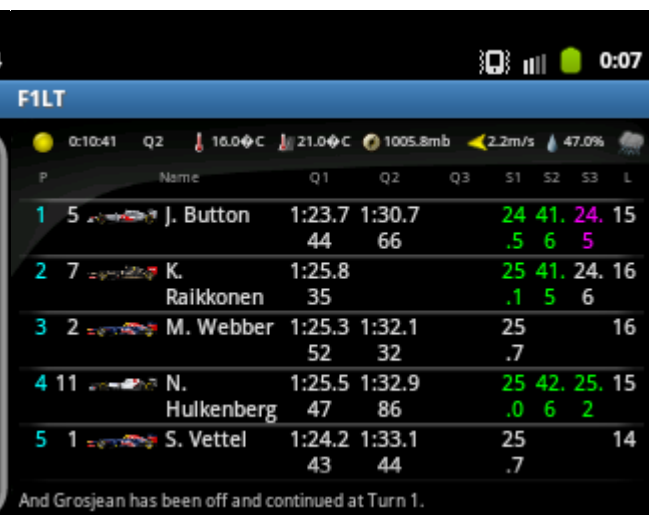 0:07
F1LT
0:10:41 Q2 16.0�C 21.0�C 1005.8mb 2.2m/s 47.0%
P Name Q1 Q2 Q3 S1 S2 S3 L
1 5 J. Button 1:23.7 1:30.7 24 41. 24. 15
44 66 .5 6 5
2 7 K. 1:25.8 25 41. 24. 16
Raikkonen 35 .1 5 6
3 2 M. Webber 1:25.3 1:32.1 25 16
52 32 .7
4 11 N. 1:25.5 1:32.9 25 42. 25. 15
Hulkenberg 47 86 .0 6 2
5 1 S. Vettel 1:24.2 1:33.1 25 14
43 44 .7
And Grosjean has been off and continued at Turn 1.